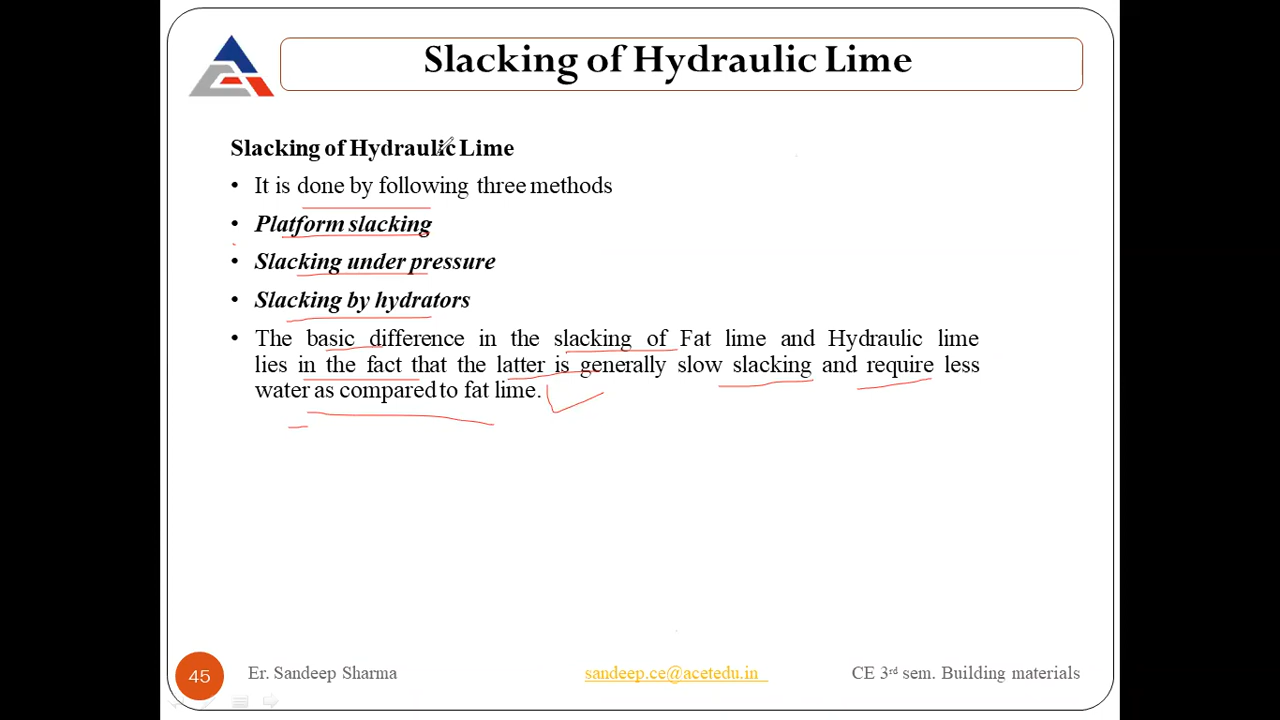 Slacking of Hydraulic Lime
Slacking of Hydraulic Lime
• It is done by following three methods
• Platform slacking
• Slacking under pressure
• Slacking by hydrators
• The basic difference in the slacking of Fat lime and Hydraulic lime
lies in the fact that the latter is generally slow slacking and require less
water as compared to fat lime.
45
Er. Sandeep Sharma
sandeep.ce@acetedu.in
CE 3rd sem. Building materials